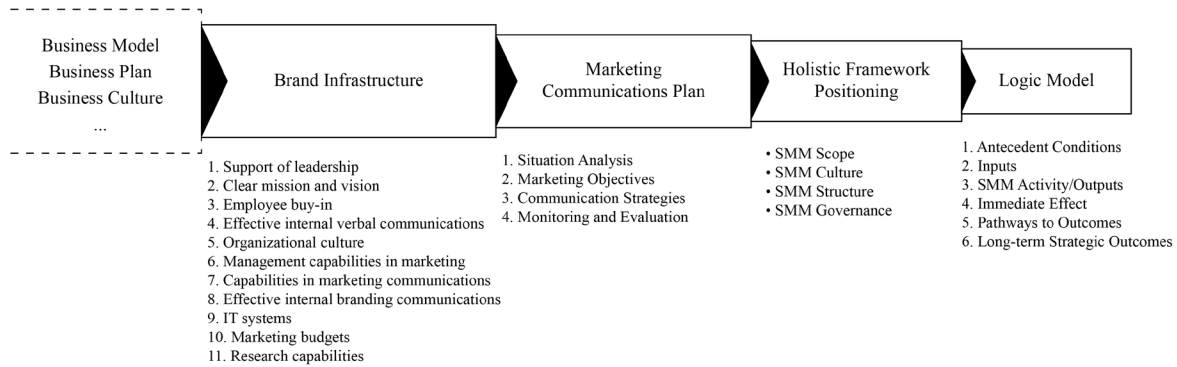 Business Model
Business Plan
Business Culture
...
Brand Infrastructure
1. Support of leadership
2. Clear mission and vision
3. Employee buy-in
4. Effective internal verbal communications
5. Organizational culture
6. Management capabilities in marketing
7. Capabilities in marketing communications
8. Effective internal branding communications
9. IT systems
10. Marketing budgets
11. Research capabilities
Marketing
Communications Plan
1. Situation Analysis
2. Marketing Objectives
3. Communication Strategies
4. Monitoring and Evaluation
Holistic Framework
Positioning
• SMM Scope
• SMM Culture
• SMM Structure
• SMM Governance
Logic Model
1. Antecedent Conditions
2. Inputs
3. SMM Activity/Outputs
4. Immediate Effect
5. Pathways to Outcomes
6. Long-term Strategic Outcomes